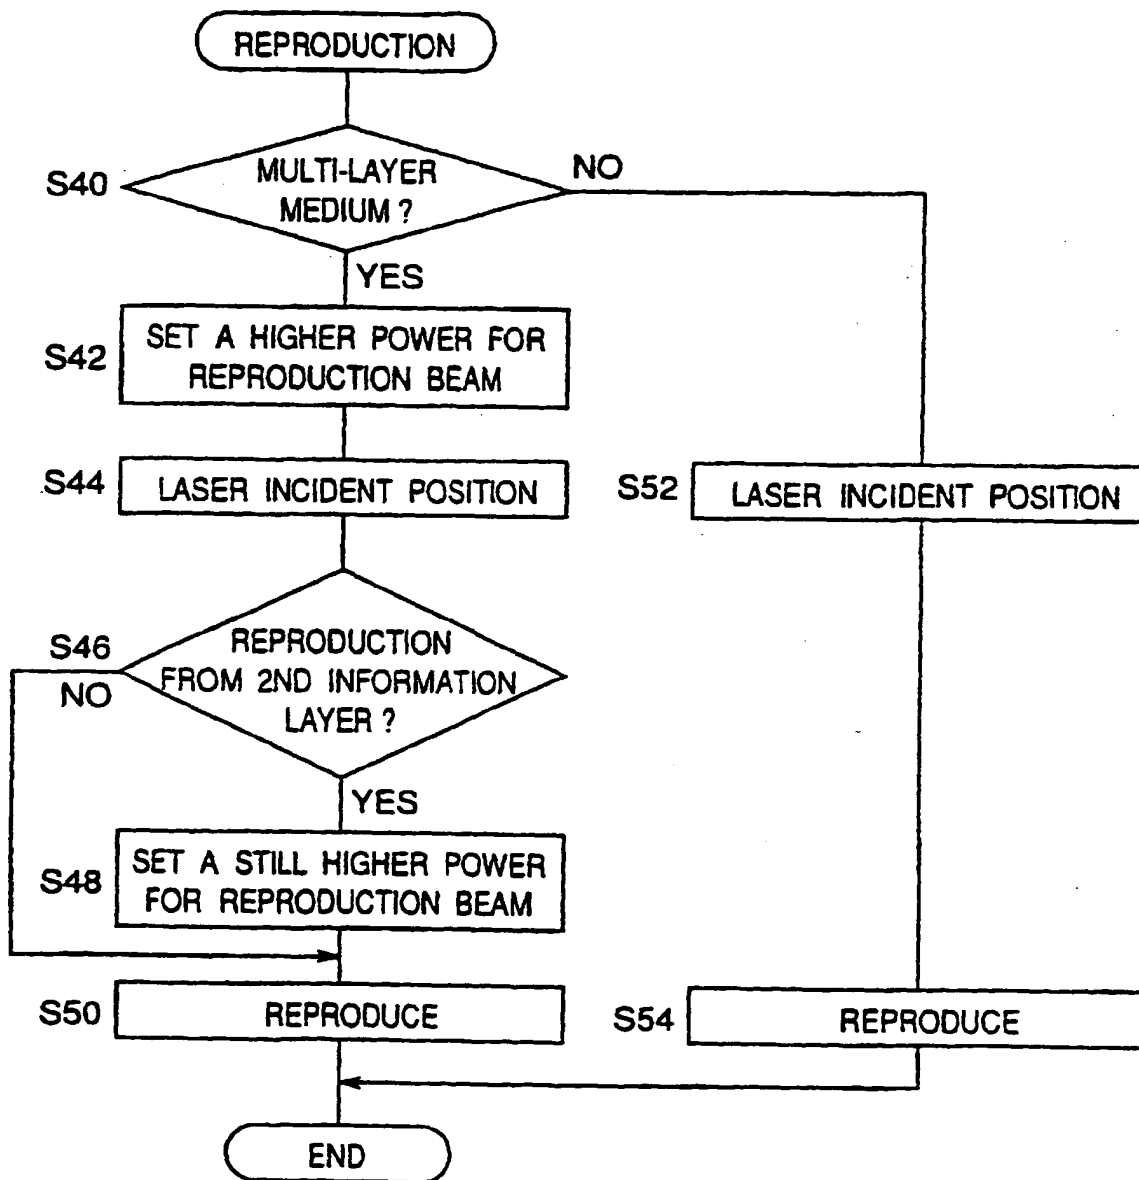 REPRODUCTION
S40
MULTI-LAYER
MEDIUM ?
NO
YES
S42
SET A HIGHER POWER FOR
REPRODUCTION BEAM
S44
LASER INCIDENT POSITION
S52
LASER INCIDENT POSITION
S46
NO
REPRODUCTION
FROM 2ND INFORMATION
LAYER ?
YES
S48
SET A STILL HIGHER POWER
FOR REPRODUCTION BEAM
S50
REPRODUCE
S54
REPRODUCE
END